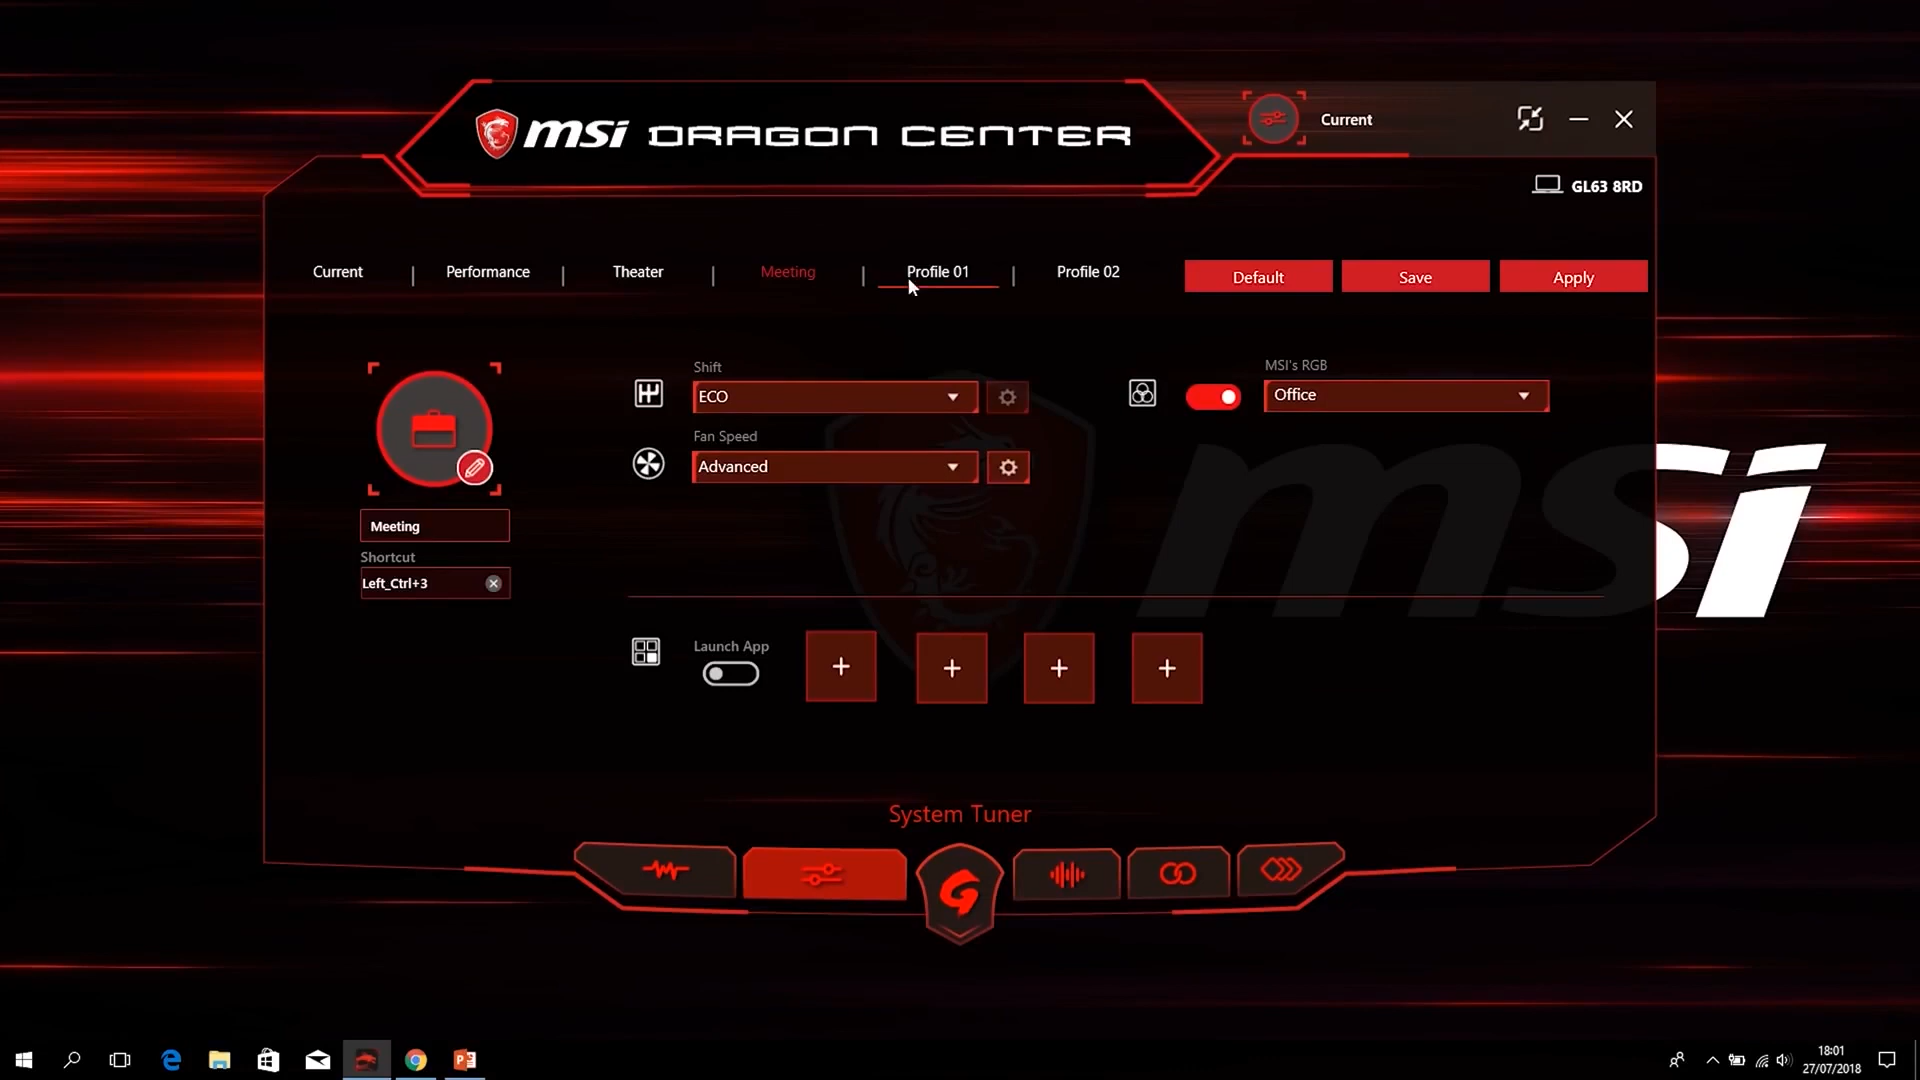 msi DRAGON CENTER
Current
GL63 8RD
Current | Performance | Theater | Meeting | Profile 01 | Profile 02
Default
Save
Apply
Shift
ECO
MSI's RGB
Office
Fan Speed
Advanced
Meeting
Shortcut
Left_Ctrl+3
Launch App
+ + + +
msi
System Tuner
18:01
27/07/2018